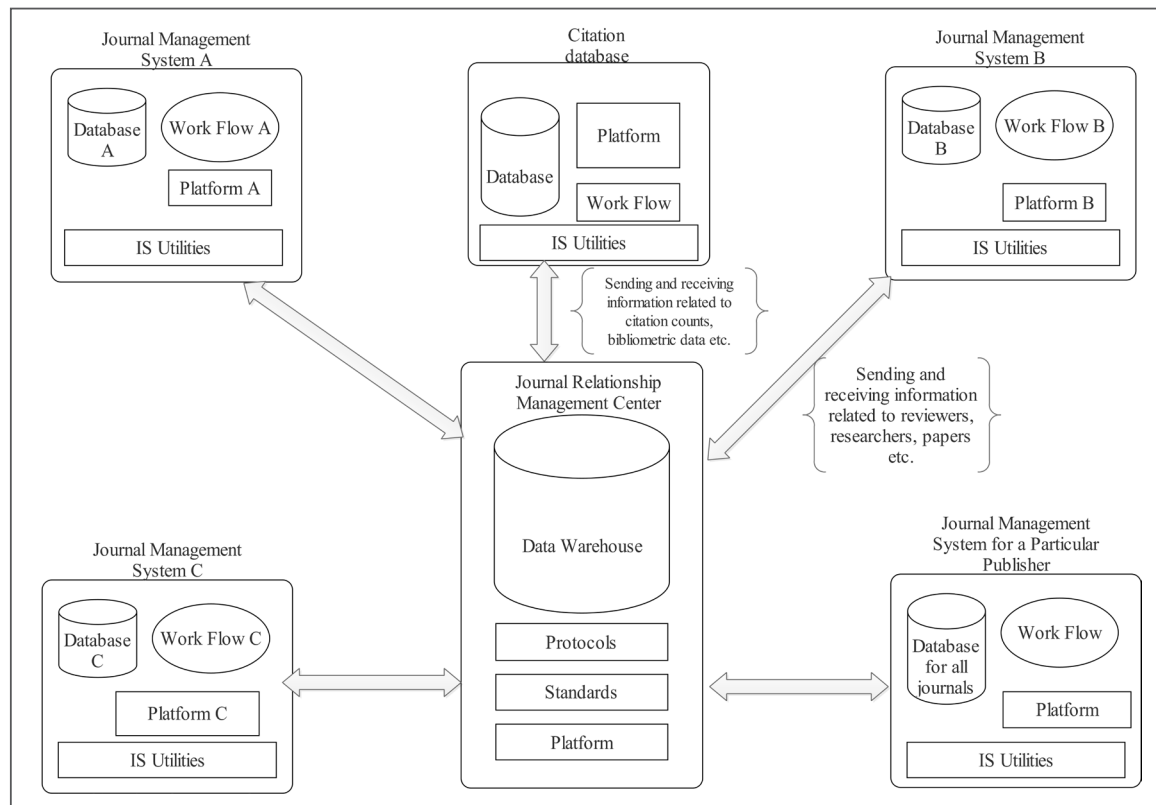 Journal Management
System A
Database
A
Work Flow A
Platform A
IS Utilities
Citation
database
Database
Platform
Work Flow
IS Utilities
Journal Management
System B
Database
B
Work Flow B
Platform B
IS Utilities
Sending and receiving
information related to
citation counts,
bibliometric data etc.
Sending and
receiving information
related to reviewers,
researchers, papers
etc.
Journal Relationship
Management Center
Data Warehouse
Protocols
Standards
Platform
Journal Management
System C
Database
C
Work Flow C
Platform C
IS Utilities
Journal Management
System for a Particular
Publisher
Database
for all
journals
Work Flow
Platform
IS Utilities